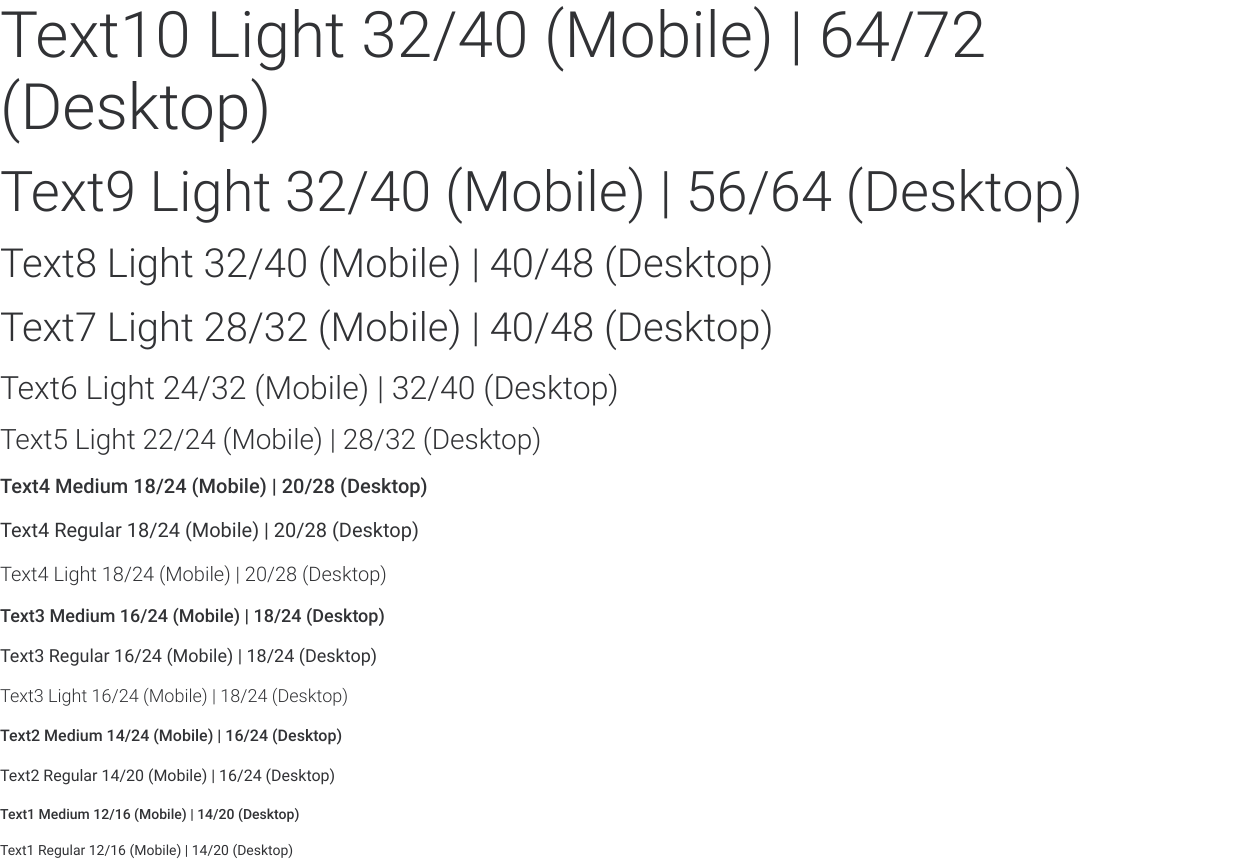 Text10 Light 32/40 (Mobile) | 64/72
(Desktop)
Text9 Light 32/40 (Mobile) | 56/64 (Desktop)
Text8 Light 32/40 (Mobile) | 40/48 (Desktop)
Text7 Light 28/32 (Mobile) | 40/48 (Desktop)
Text6 Light 24/32 (Mobile) | 32/40 (Desktop)
Text5 Light 22/24 (Mobile) | 28/32 (Desktop)
Text4 Medium 18/24 (Mobile) | 20/28 (Desktop)
Text4 Regular 18/24 (Mobile) | 20/28 (Desktop)
Text4 Light 18/24 (Mobile) | 20/28 (Desktop)
Text3 Medium 16/24 (Mobile) | 18/24 (Desktop)
Text3 Regular 16/24 (Mobile) | 18/24 (Desktop)
Text3 Light 16/24 (Mobile) | 18/24 (Desktop)
Text2 Medium 14/24 (Mobile) | 16/24 (Desktop)
Text2 Regular 14/20 (Mobile) | 16/24 (Desktop)
Text1 Medium 12/16 (Mobile) | 14/20 (Desktop)
Text1 Regular 12/16 (Mobile) | 14/20 (Desktop)